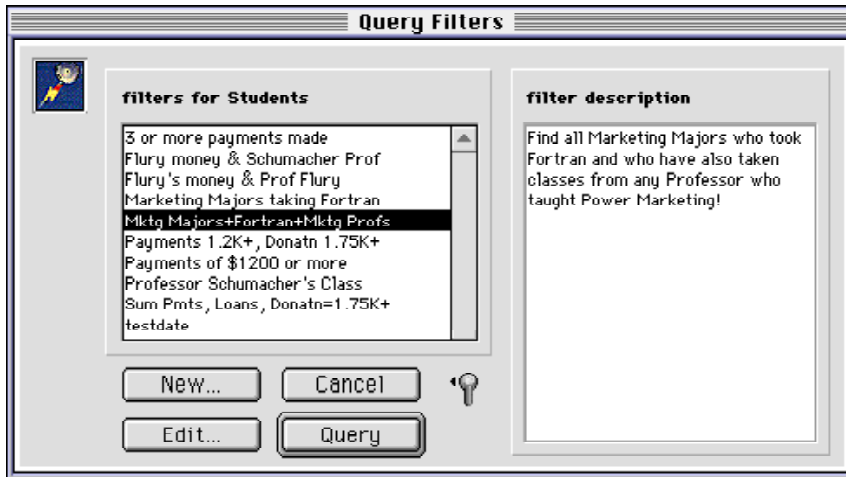 Query Filters
filters for Students
3 or more payments made
Flury money & Schumacher Prof
Flury's money & Prof Flury
Marketing Majors taking Fortran
Mktg Majors+Fortran+Mktg Profs
Payments 1.2K+, Donatn 1.75K+
Payments of $1200 or more
Professor Schumacher's Class
Sum Pmts, Loans, Donatn=1.75K+
testdate
New...
Cancel
Edit...
Query
filter description
Find all Marketing Majors who took
Fortran and who have also taken
classes from any Professor who
taught Power Marketing!